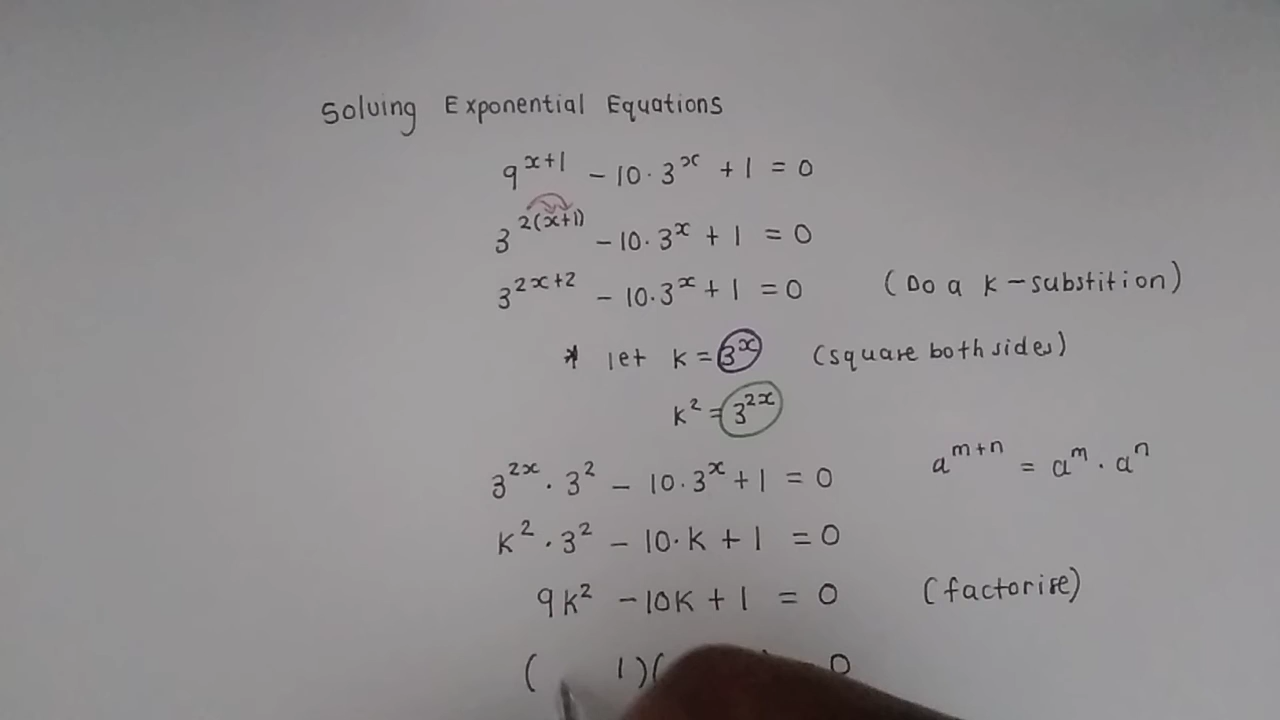 Solving Exponential Equations
9^{x+1} - 10·3^x + 1 = 0
3^{2(x+1)} - 10·3^x + 1 = 0
3^{2x+2} - 10·3^x + 1 = 0 (Do a k-substition)
* let k = 3^x (square both sides)
k² = 3^{2x}
3^{2x} · 3² - 10·3^x + 1 = 0 a^{m+n} = a^m · a^n
k² · 3² - 10·k + 1 = 0
9k² - 10k + 1 = 0 (factorise)
( 1)( 0